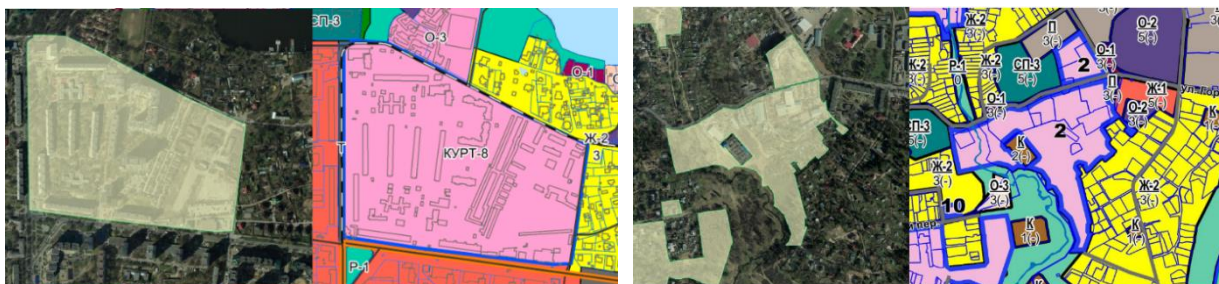 СП-3
О-3
О-1
Ж-2
3
КУРТ-8
Т
Р-1
Ж-2
3(-)
П
3(-)
О-2
5(-)
Ж-2
3(-)
Р-1
0
Ж-2
3(-)
СП-3
5(-)
2
О-1
3(-)
О-1
3(-)
П
3(-)
Ж-1
5(-)
О-2
3(-)
2
К
2(-)
Ж-2
3(-)
О-3
3(-)
10
Ж-2
3(-)
К
1(-)
К
1(-)